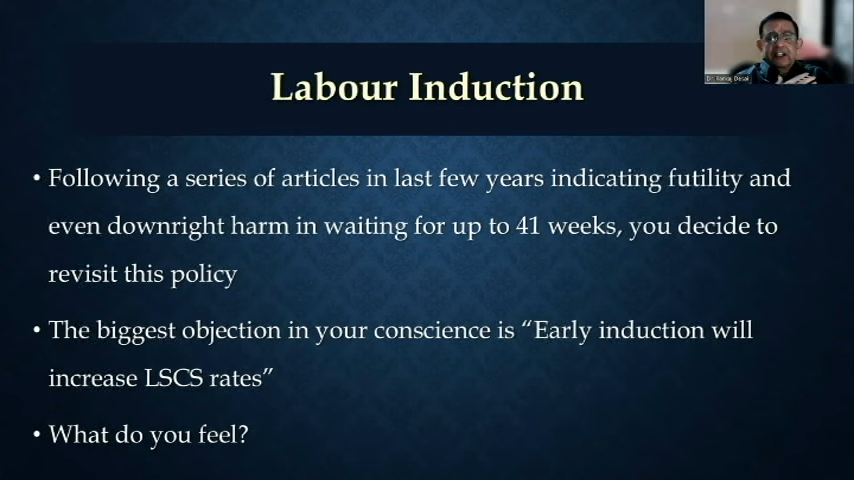 Labour Induction
• Following a series of articles in last few years indicating futility and
even downright harm in waiting for up to 41 weeks, you decide to
revisit this policy
• The biggest objection in your conscience is “Early induction will
increase LSCS rates”
• What do you feel?
Desai